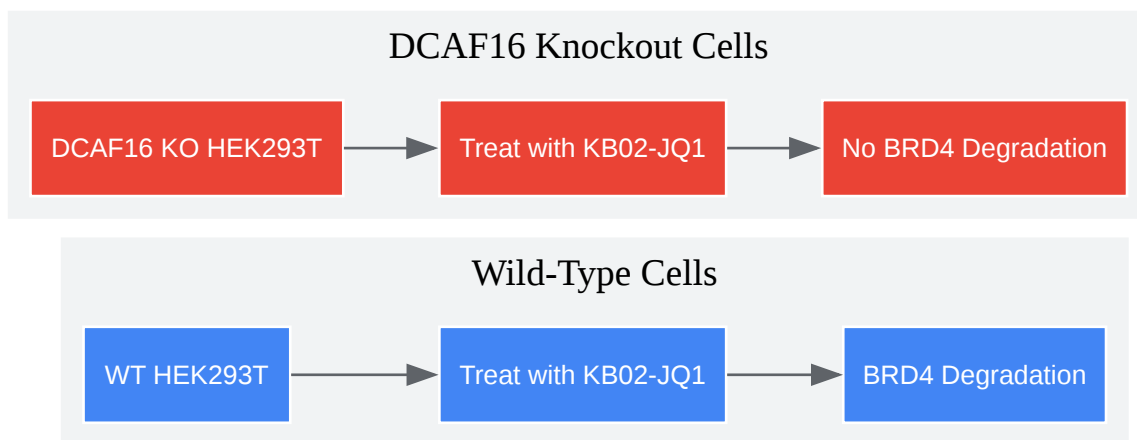 DCAF16 Knockout Cells
DCAF16 KO HEK293T
Treat with KB02-JQ1
No BRD4 Degradation
Wild-Type Cells
WT HEK293T
Treat with KB02-JQ1
BRD4 Degradation